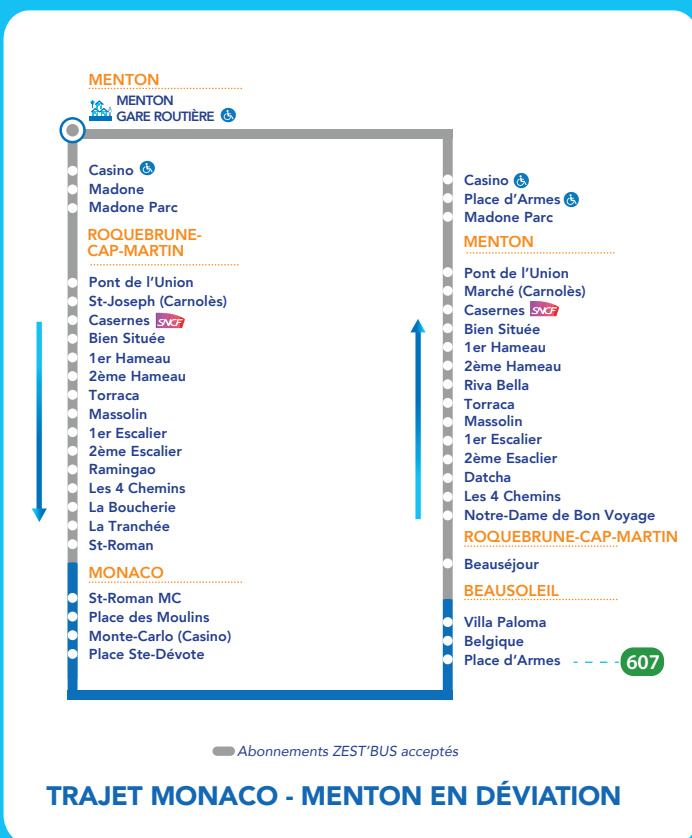 MENTON
MENTON
GARE ROUTIÈRE
Casino
Madone
Madone Parc
ROQUEBRUNE-
CAP-MARTIN
Pont de l'Union
St-Joseph (Carnolès)
Casernes SNCF
Bien Située
1er Hameau
2ème Hameau
Torraca
Massolin
1er Escalier
2ème Escalier
Ramingao
Les 4 Chemins
La Boucherie
La Tranchée
St-Roman
MONACO
St-Roman MC
Place des Moulins
Monte-Carlo (Casino)
Place Ste-Dévote
Casino
Place d'Armes
Madone Parc
MENTON
Pont de l'Union
Marché (Carnolès)
Casernes SNCF
Bien Située
1er Hameau
2ème Hameau
Riva Bella
Torraca
Massolin
1er Escalier
2ème Esaclier
Datcha
Les 4 Chemins
Notre-Dame de Bon Voyage
ROQUEBRUNE-CAP-MARTIN
Beauséjour
BEAUSOLEIL
Villa Paloma
Belgique
Place d'Armes 607
Abonnements ZEST'BUS acceptés
TRAJET MONACO - MENTON EN DÉVIATION